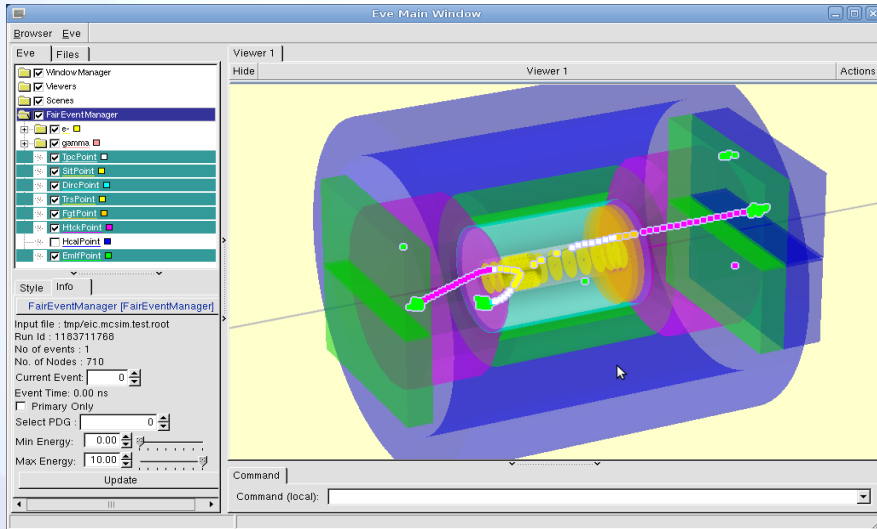 Eve Main Window
Browser Eve
Eve Files
Viewer 1
Hide Viewer 1 Actions
WindowManager
Viewers
Scenes
FairEventManager
e-
gamma
TpcPoint
SitPoint
DircPoint
TrsPoint
FgtPoint
HtckPoint
HcalPoint
EmlfPoint
Style Info
FairEventManager [FairEventManager]
Input file : tmp/eic.mcsim.test.root
Run Id : 1183711768
No of events : 1
No. of Nodes : 710
Current Event: 0
Event Time: 0.00 ns
Primary Only
Select PDG : 0
Min Energy: 0.00
Max Energy: 10.00
Update
Command
Command (local):